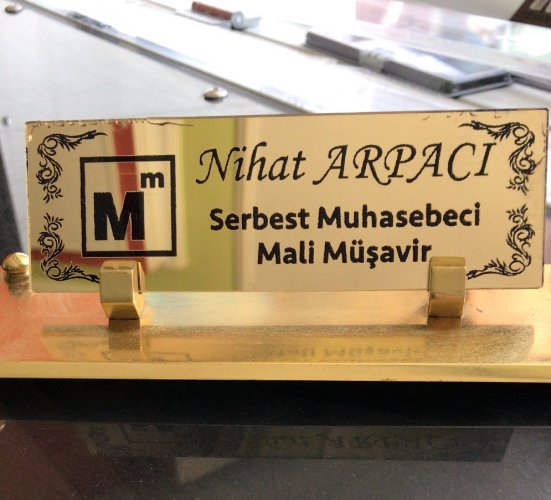 Mm
Nihat ARPACI
Serbest Muhasebeci
Mali Müşavir